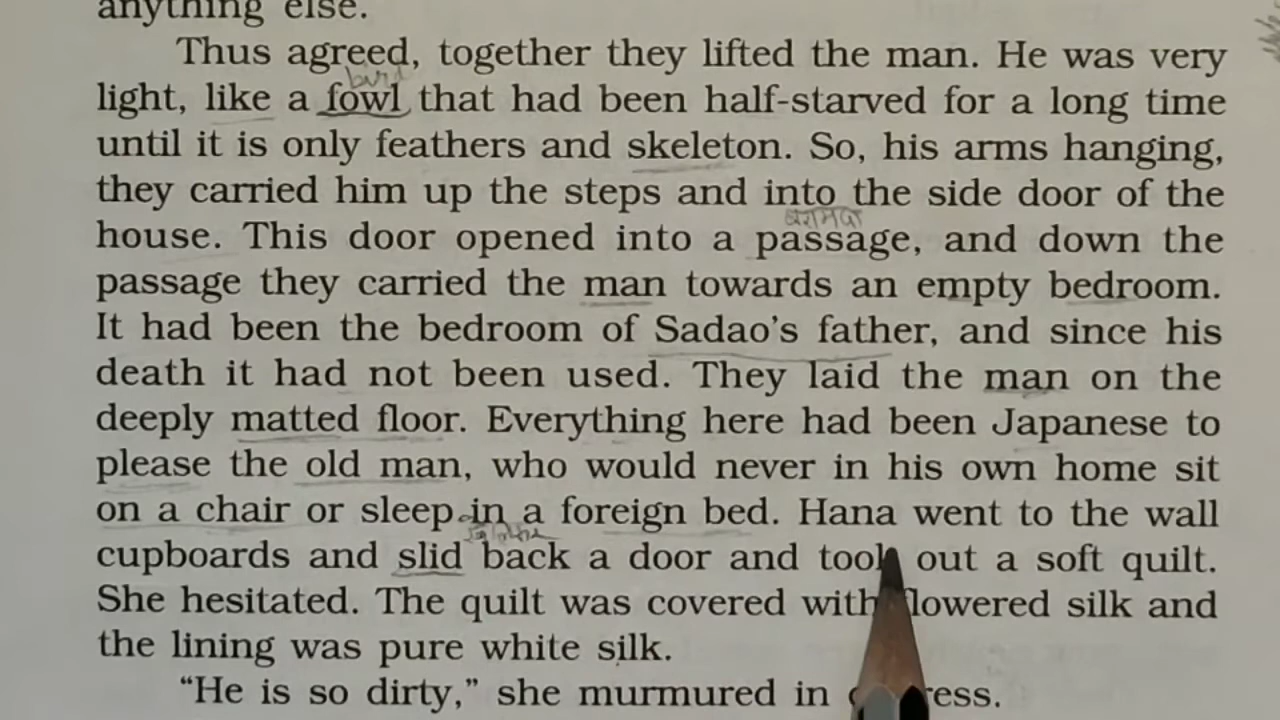 anything else.
Thus agreed, together they lifted the man. He was very
bird
light, like a fowl that had been half-starved for a long time
until it is only feathers and skeleton. So, his arms hanging,
they carried him up the steps and into the side door of the
house. This door opened into a passage, and down the
passage they carried the man towards an empty bedroom.
It had been the bedroom of Sadao's father, and since his
death it had not been used. They laid the man on the
deeply matted floor. Everything here had been Japanese to
please the old man, who would never in his own home sit
on a chair or sleep in a foreign bed. Hana went to the wall
cupboards and slid back a door and took out a soft quilt.
She hesitated. The quilt was covered with flowered silk and
the lining was pure white silk.
“He is so dirty,” she murmured in